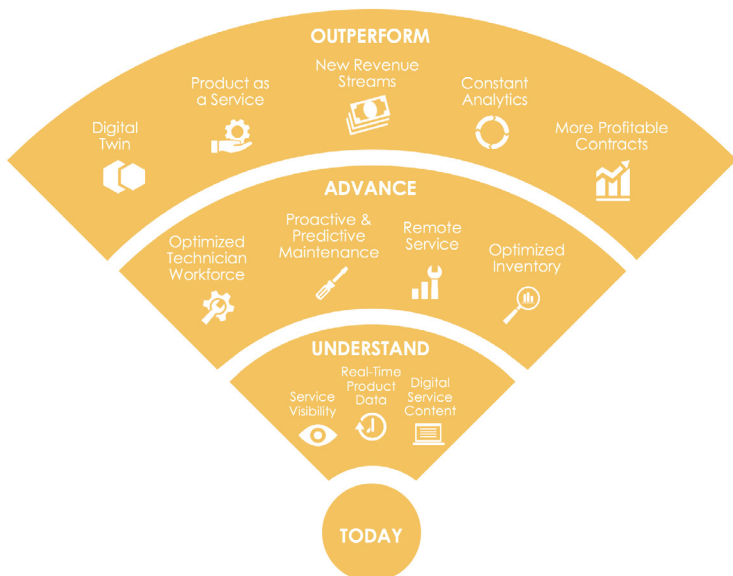 OUTPERFORM
Digital
Twin
Product as
a Service
New Revenue
Streams
Constant
Analytics
More Profitable
Contracts
ADVANCE
Optimized
Technician
Workforce
Proactive &
Predictive
Maintenance
Remote
Service
Optimized
Inventory
UNDERSTAND
Service
Visibility
Real-Time
Product
Data
Digital
Service
Content
TODAY